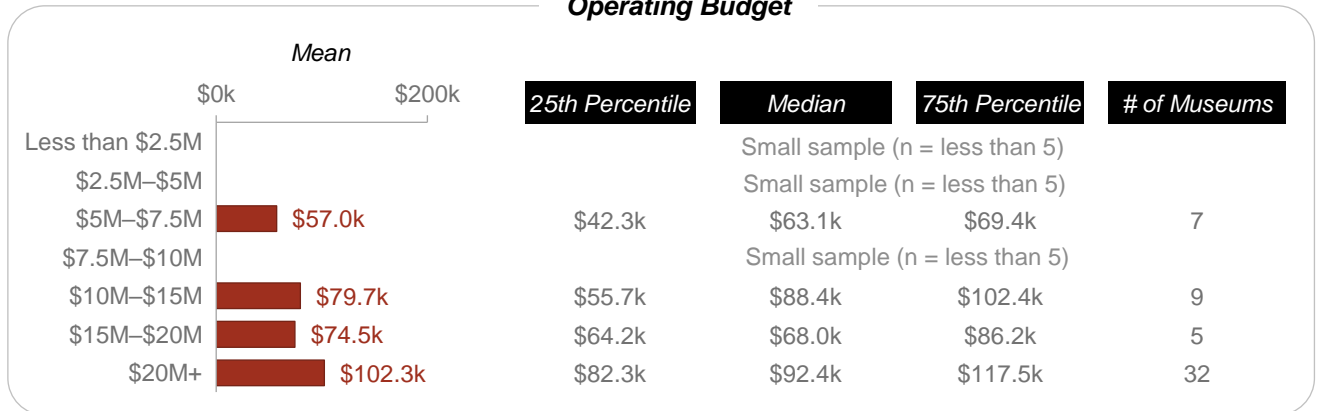 Operating Budget
Mean
$0k $200k 25th Percentile Median 75th Percentile # of Museums
Less than $2.5M Small sample (n = less than 5)
$2.5M–$5M Small sample (n = less than 5)
$5M–$7.5M $57.0k $42.3k $63.1k $69.4k 7
$7.5M–$10M Small sample (n = less than 5)
$10M–$15M $79.7k $55.7k $88.4k $102.4k 9
$15M–$20M $74.5k $64.2k $68.0k $86.2k 5
$20M+ $102.3k $82.3k $92.4k $117.5k 32